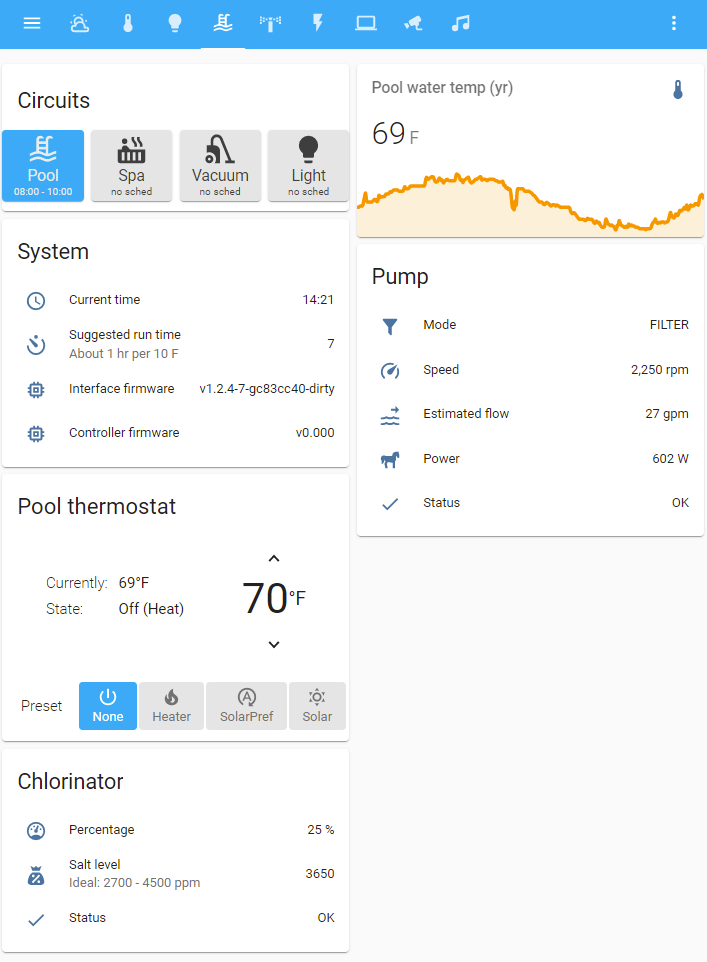 Circuits
Pool
08:00 - 10:00
Spa
no sched
Vacuum
no sched
Light
no sched
System
Current time 14:21
Suggested run time 7
About 1 hr per 10 F
Interface firmware v1.2.4-7-gc83cc40-dirty
Controller firmware v0.000
Pool thermostat
Currently: 69°F
State: Off (Heat)
70°F
Preset
None
Heater
SolarPref
Solar
Chlorinator
Percentage 25 %
Salt level 3650
Ideal: 2700 - 4500 ppm
Status OK
Pool water temp (yr)
69 F
Pump
Mode FILTER
Speed 2,250 rpm
Estimated flow 27 gpm
Power 602 W
Status OK